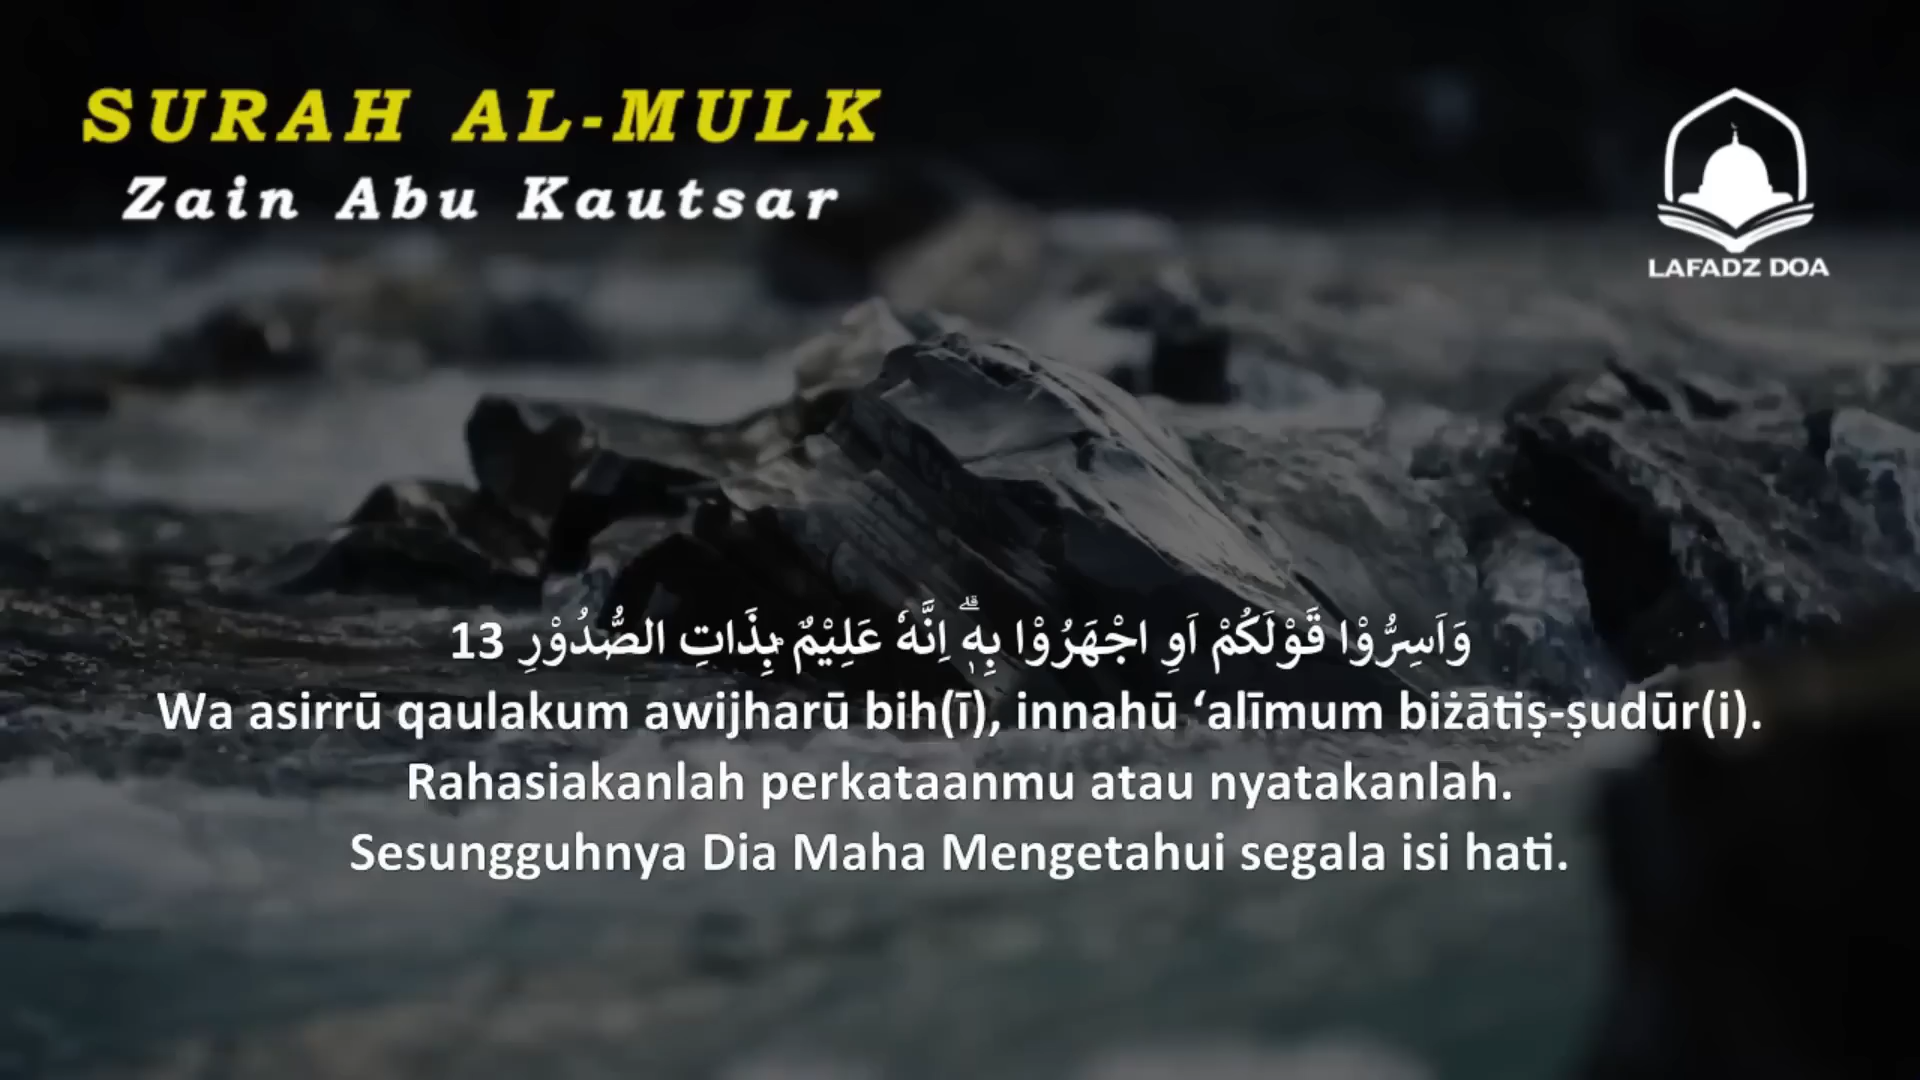 SURAH AL-MULK
Zain Abu Kautsar
LAFADZ DOA
وَاَسِرُّوْا قَوْلَكُمْ اَوِ اجْهَرُوْا بِهٖۗ اِنَّهٗ عَلِيْمٌ ۢبِذَاتِ الصُّدُوْرِ 13
Wa asirrū qaulakum awijharū bih(ī), innahū ‘alīmum biżātiṣ-ṣudūr(i).
Rahasiakanlah perkataanmu atau nyatakanlah.
Sesungguhnya Dia Maha Mengetahui segala isi hati.